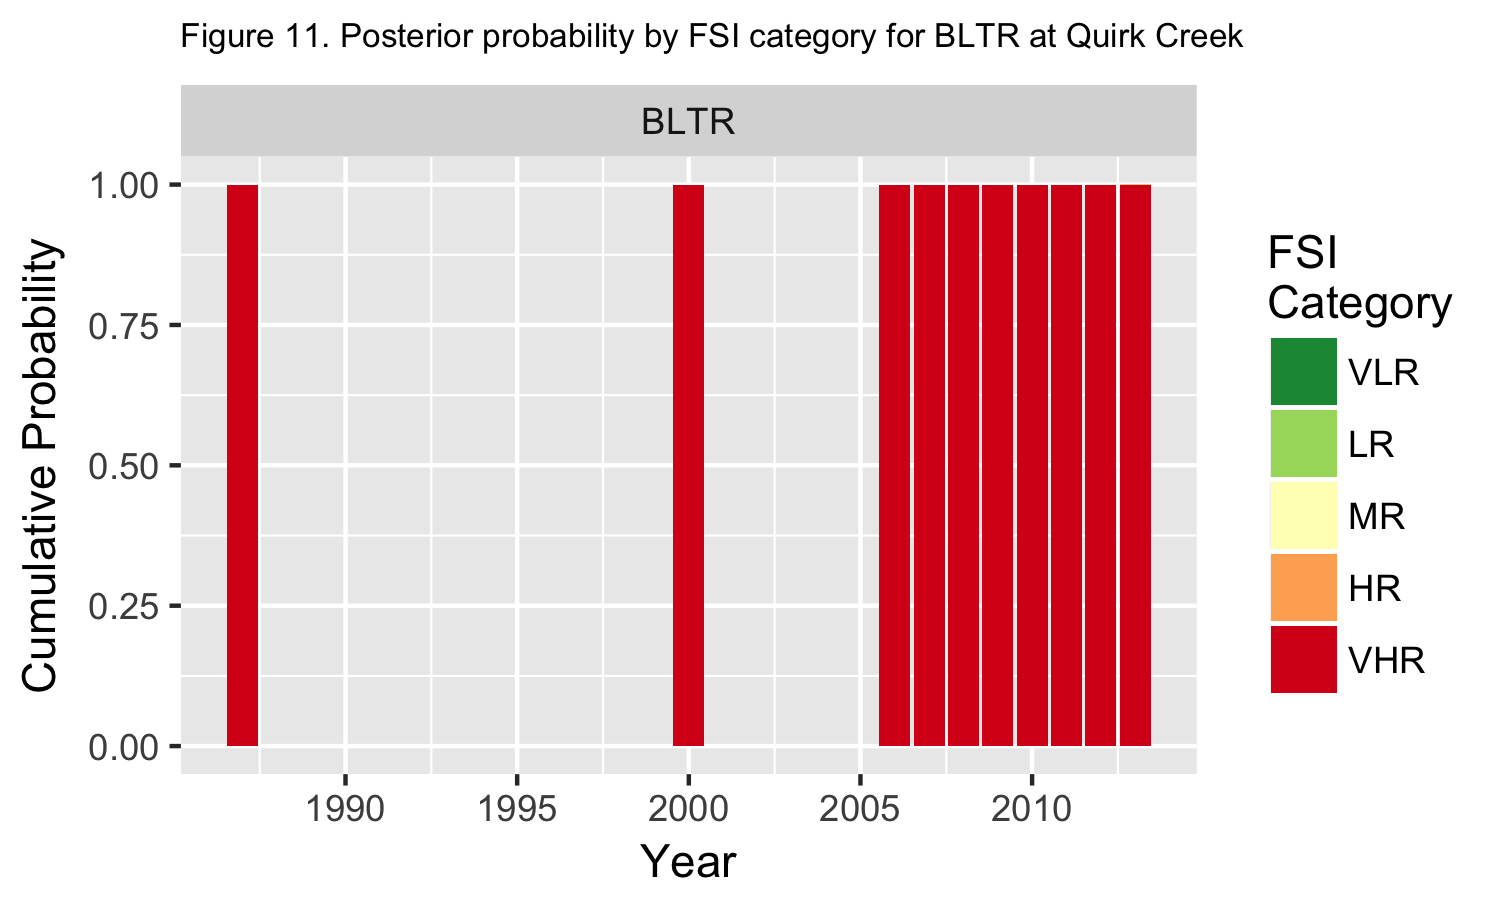 Figure 11. Posterior probability by FSI category for BLTR at Quirk Creek
BLTR
1.00
0.75
0.50
0.25
0.00
Cumulative Probability
1990
1995
2000
2005
2010
Year
FSI
Category
VLR
LR
MR
HR
VHR